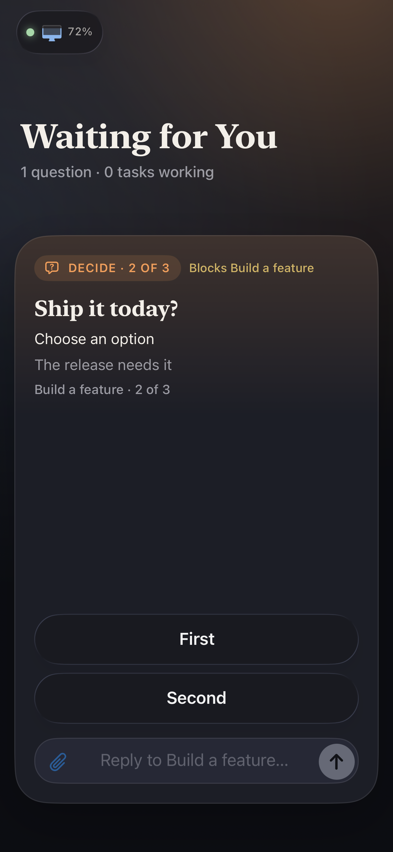 72%
Waiting for You
1 question · 0 tasks working
DECIDE · 2 OF 3 Blocks Build a feature
Ship it today?
Choose an option
The release needs it
Build a feature · 2 of 3
First
Second
Reply to Build a feature...